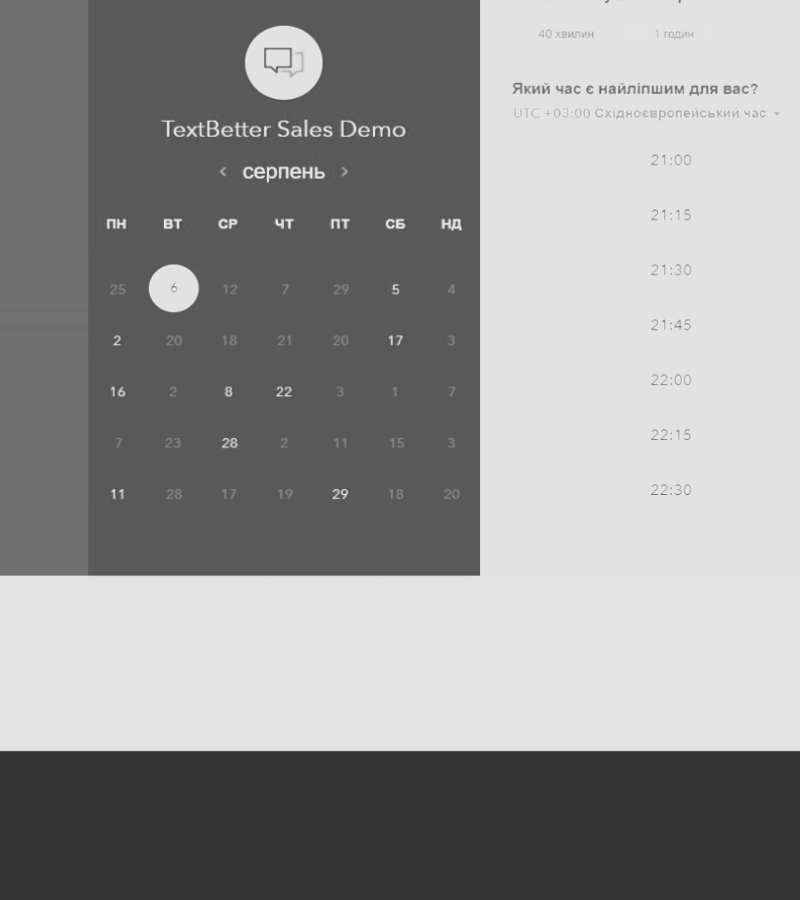 TextBetter Sales Demo
серпень
ПН ВТ СР ЧТ ПТ СБ НД
25 6 12 7 29 5 4
2 20 18 21 20 17 3
16 2 8 22 3 1 7
7 23 28 2 11 15 3
11 28 17 19 29 18 20
40 хвилин 1 годин
Який час є найліпшим для вас?
UTC +03:00 Східноєвропейський час
21:00
21:15
21:30
21:45
22:00
22:15
22:30